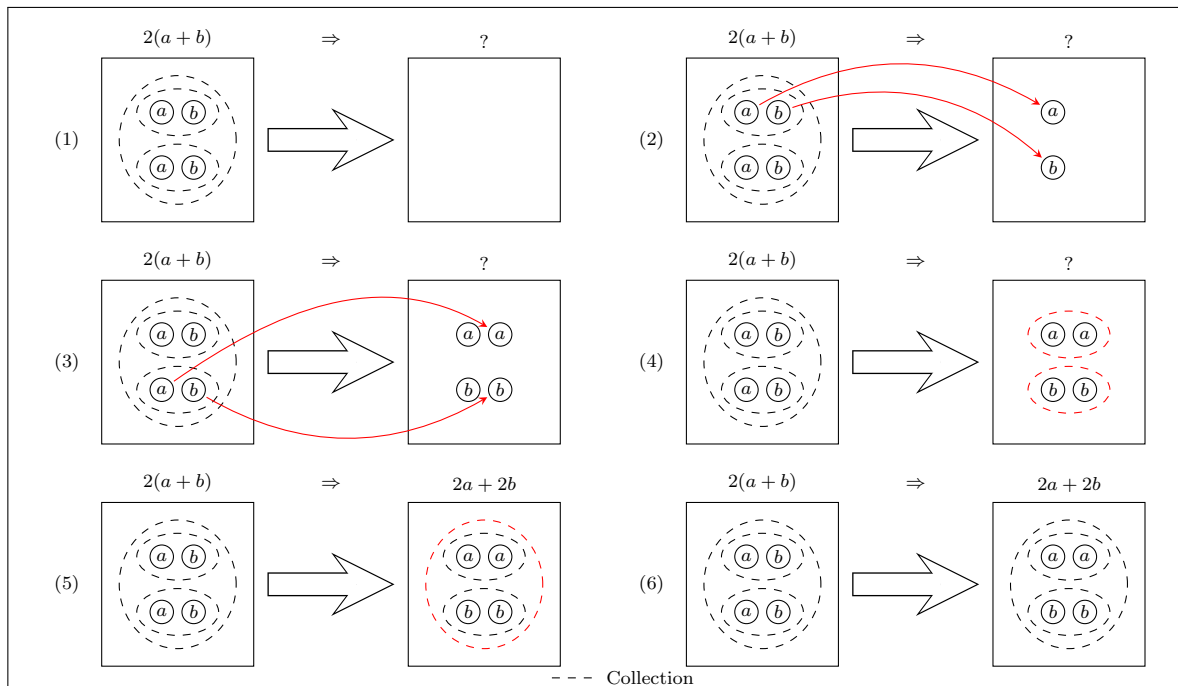 2(a + b) ⇒ ? 2(a + b) ⇒ ?
a b a
(1) (2)
a b a b b
2(a + b) ⇒ ? 2(a + b) ⇒ ?
a b a a a b a a
(3) (4)
a b b b a b b b
2(a + b) ⇒ 2a + 2b 2(a + b) ⇒ 2a + 2b
a b a a a b a a
(5) (6)
a b b b a b b b
Collection